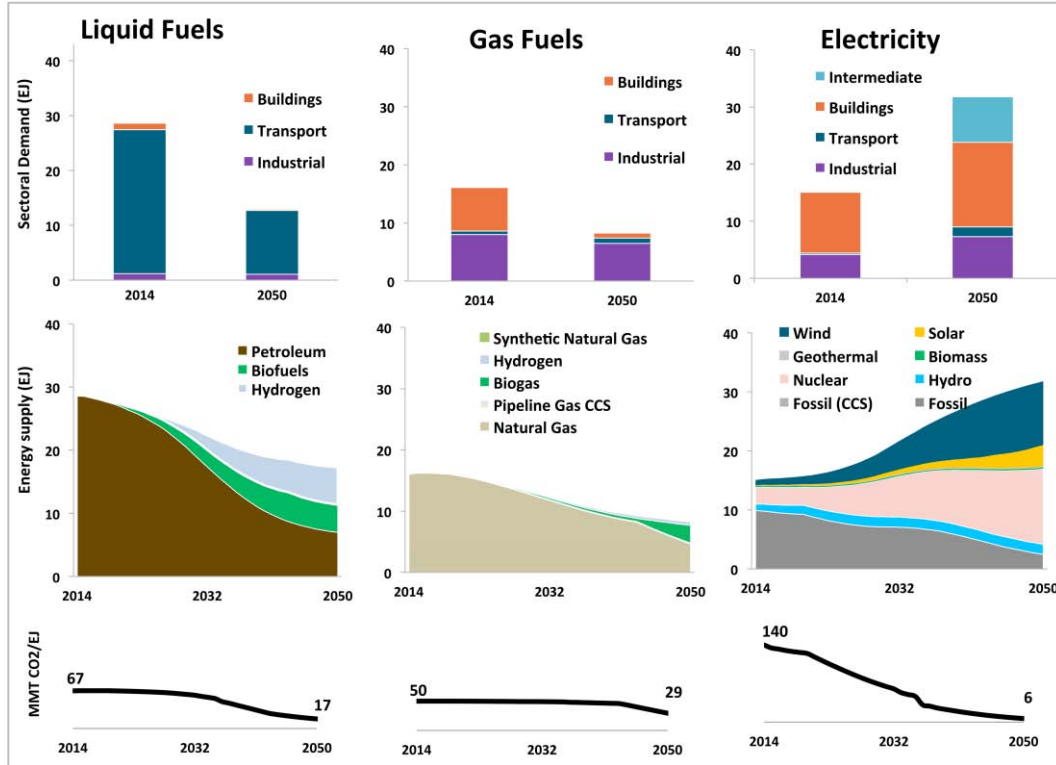 Liquid Fuels
Gas Fuels
Electricity
Sectoral Demand (EJ)
40
30
20
10
0
Buildings
Transport
Industrial
2014
2050
40
30
20
10
0
Buildings
Transport
Industrial
2014
2050
40
30
20
10
0
Intermediate
Buildings
Transport
Industrial
2014
2050
Energy supply (EJ)
40
30
20
10
0
Petroleum
Biofuels
Hydrogen
2014
2032
2050
40
30
20
10
0
Synthetic Natural Gas
Hydrogen
Biogas
Pipeline Gas CCS
Natural Gas
2014
2032
2050
40
30
20
10
0
Wind
Solar
Geothermal
Biomass
Nuclear
Hydro
Fossil (CCS)
Fossil
2014
2032
2050
MMT CO2/EJ
67
17
2014
2032
2050
50
29
2014
2032
2050
140
6
2014
2032
2050